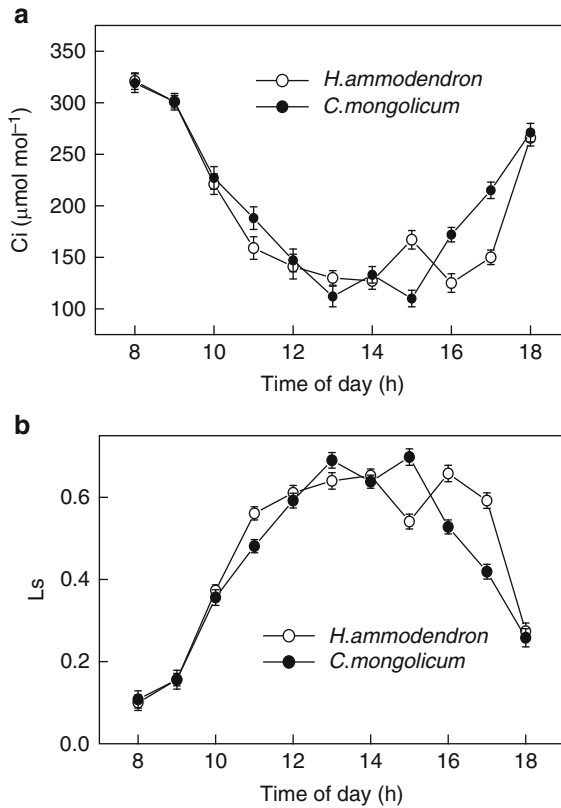 a
350
300
250
200
150
100
Ci (μmol mol⁻¹)
H.ammodendron
C.mongolicum
8 10 12 14 16 18
Time of day (h)
b
0.6
0.4
0.2
0.0
Ls
H.ammodendron
C.mongolicum
8 10 12 14 16 18
Time of day (h)